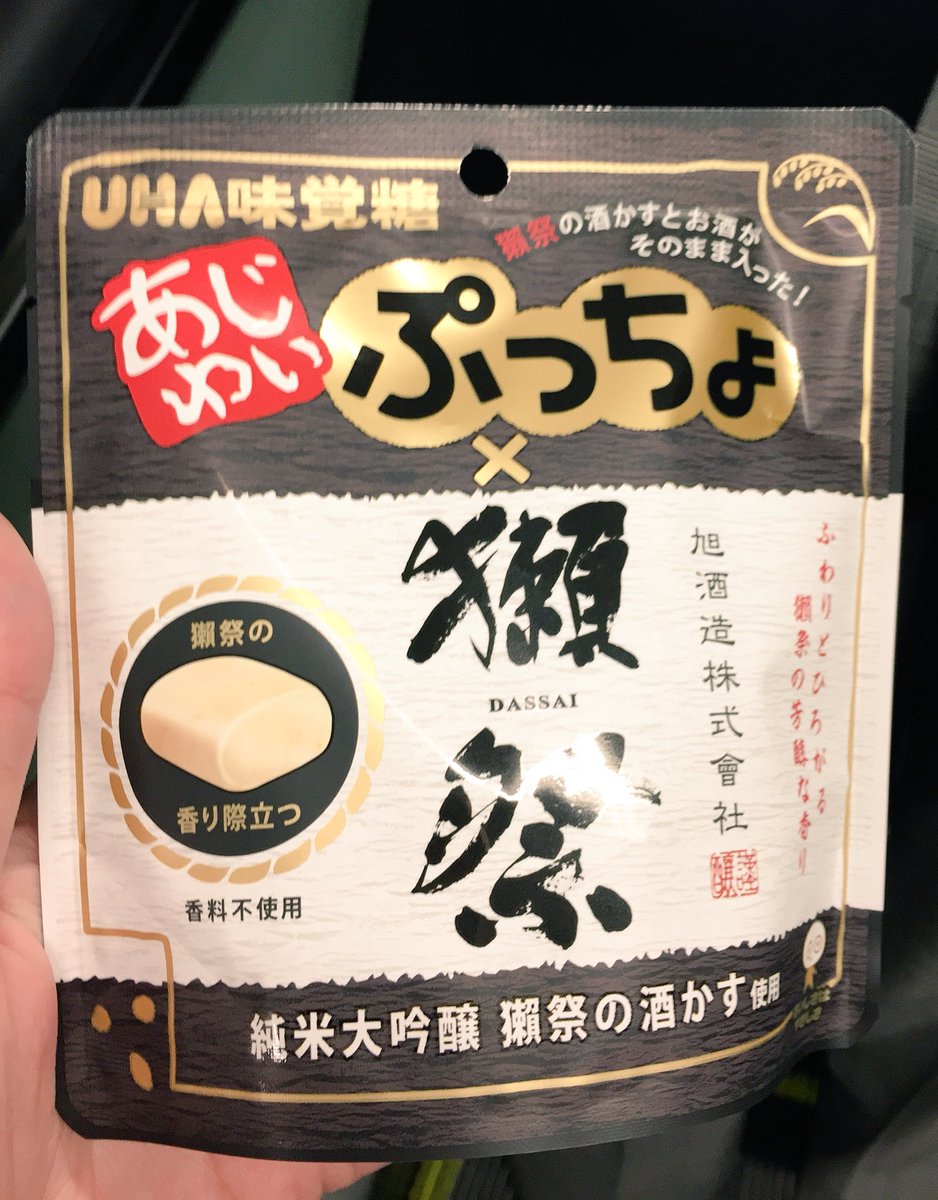 UHA味覚糖
獺祭の酒かすとお酒が
そのまま入った!
あじ
わい
ぷっちょ
×
獺祭
DASSAI
旭酒造株式會社
ふわりとひろがる
獺祭の芳醇な香り
獺祭の
香り際立つ
香料不使用
純米大吟醸 獺祭の酒かす使用